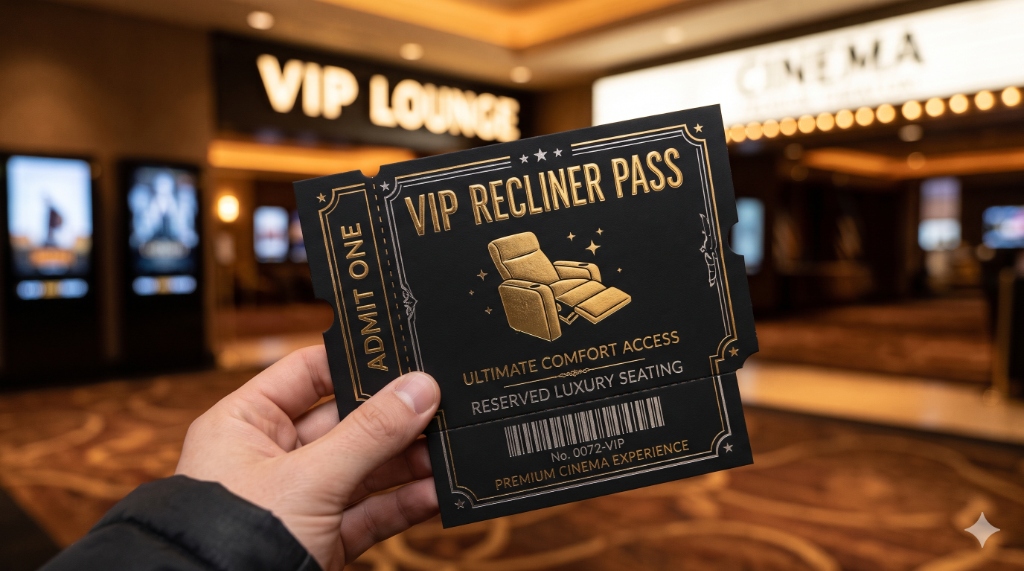 VIP LOUNGE
CINEMA
VIP RECLINER PASS
ADMIT ONE
ULTIMATE COMFORT ACCESS
RESERVED LUXURY SEATING
No. 0072-VIP
PREMIUM CINEMA EXPERIENCE